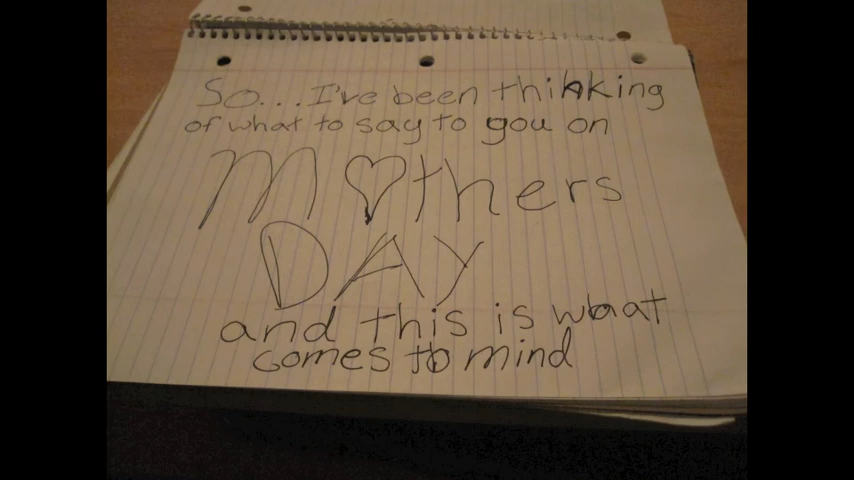 So... I've been thinking
of what to say to you on
M♡thers
DAY
and this is what
comes to mind